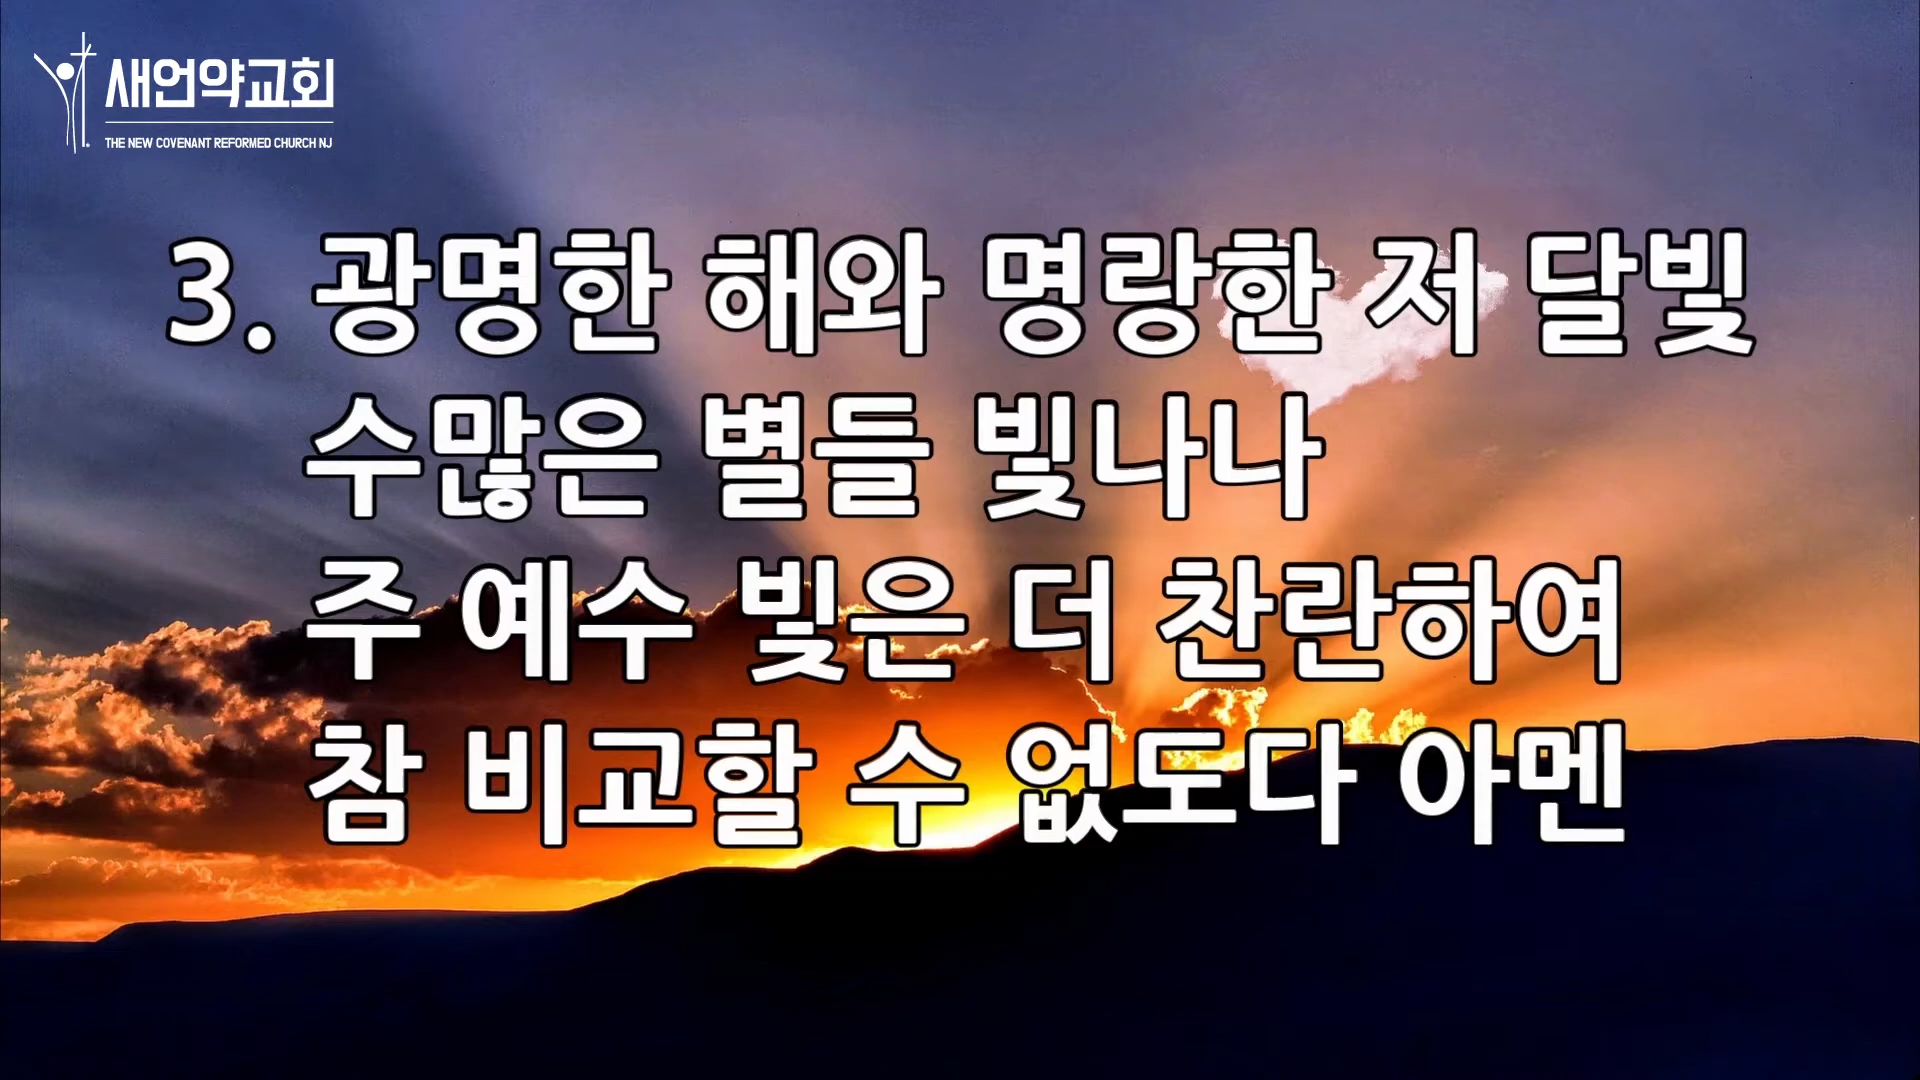 새언약교회
THE NEW COVENANT REFORMED CHURCH NJ
3. 광명한 해와 명랑한 저 달빛
수많은 별들 빛나나
주 예수 빛은 더 찬란하여
참 비교할 수 없도다 아멘